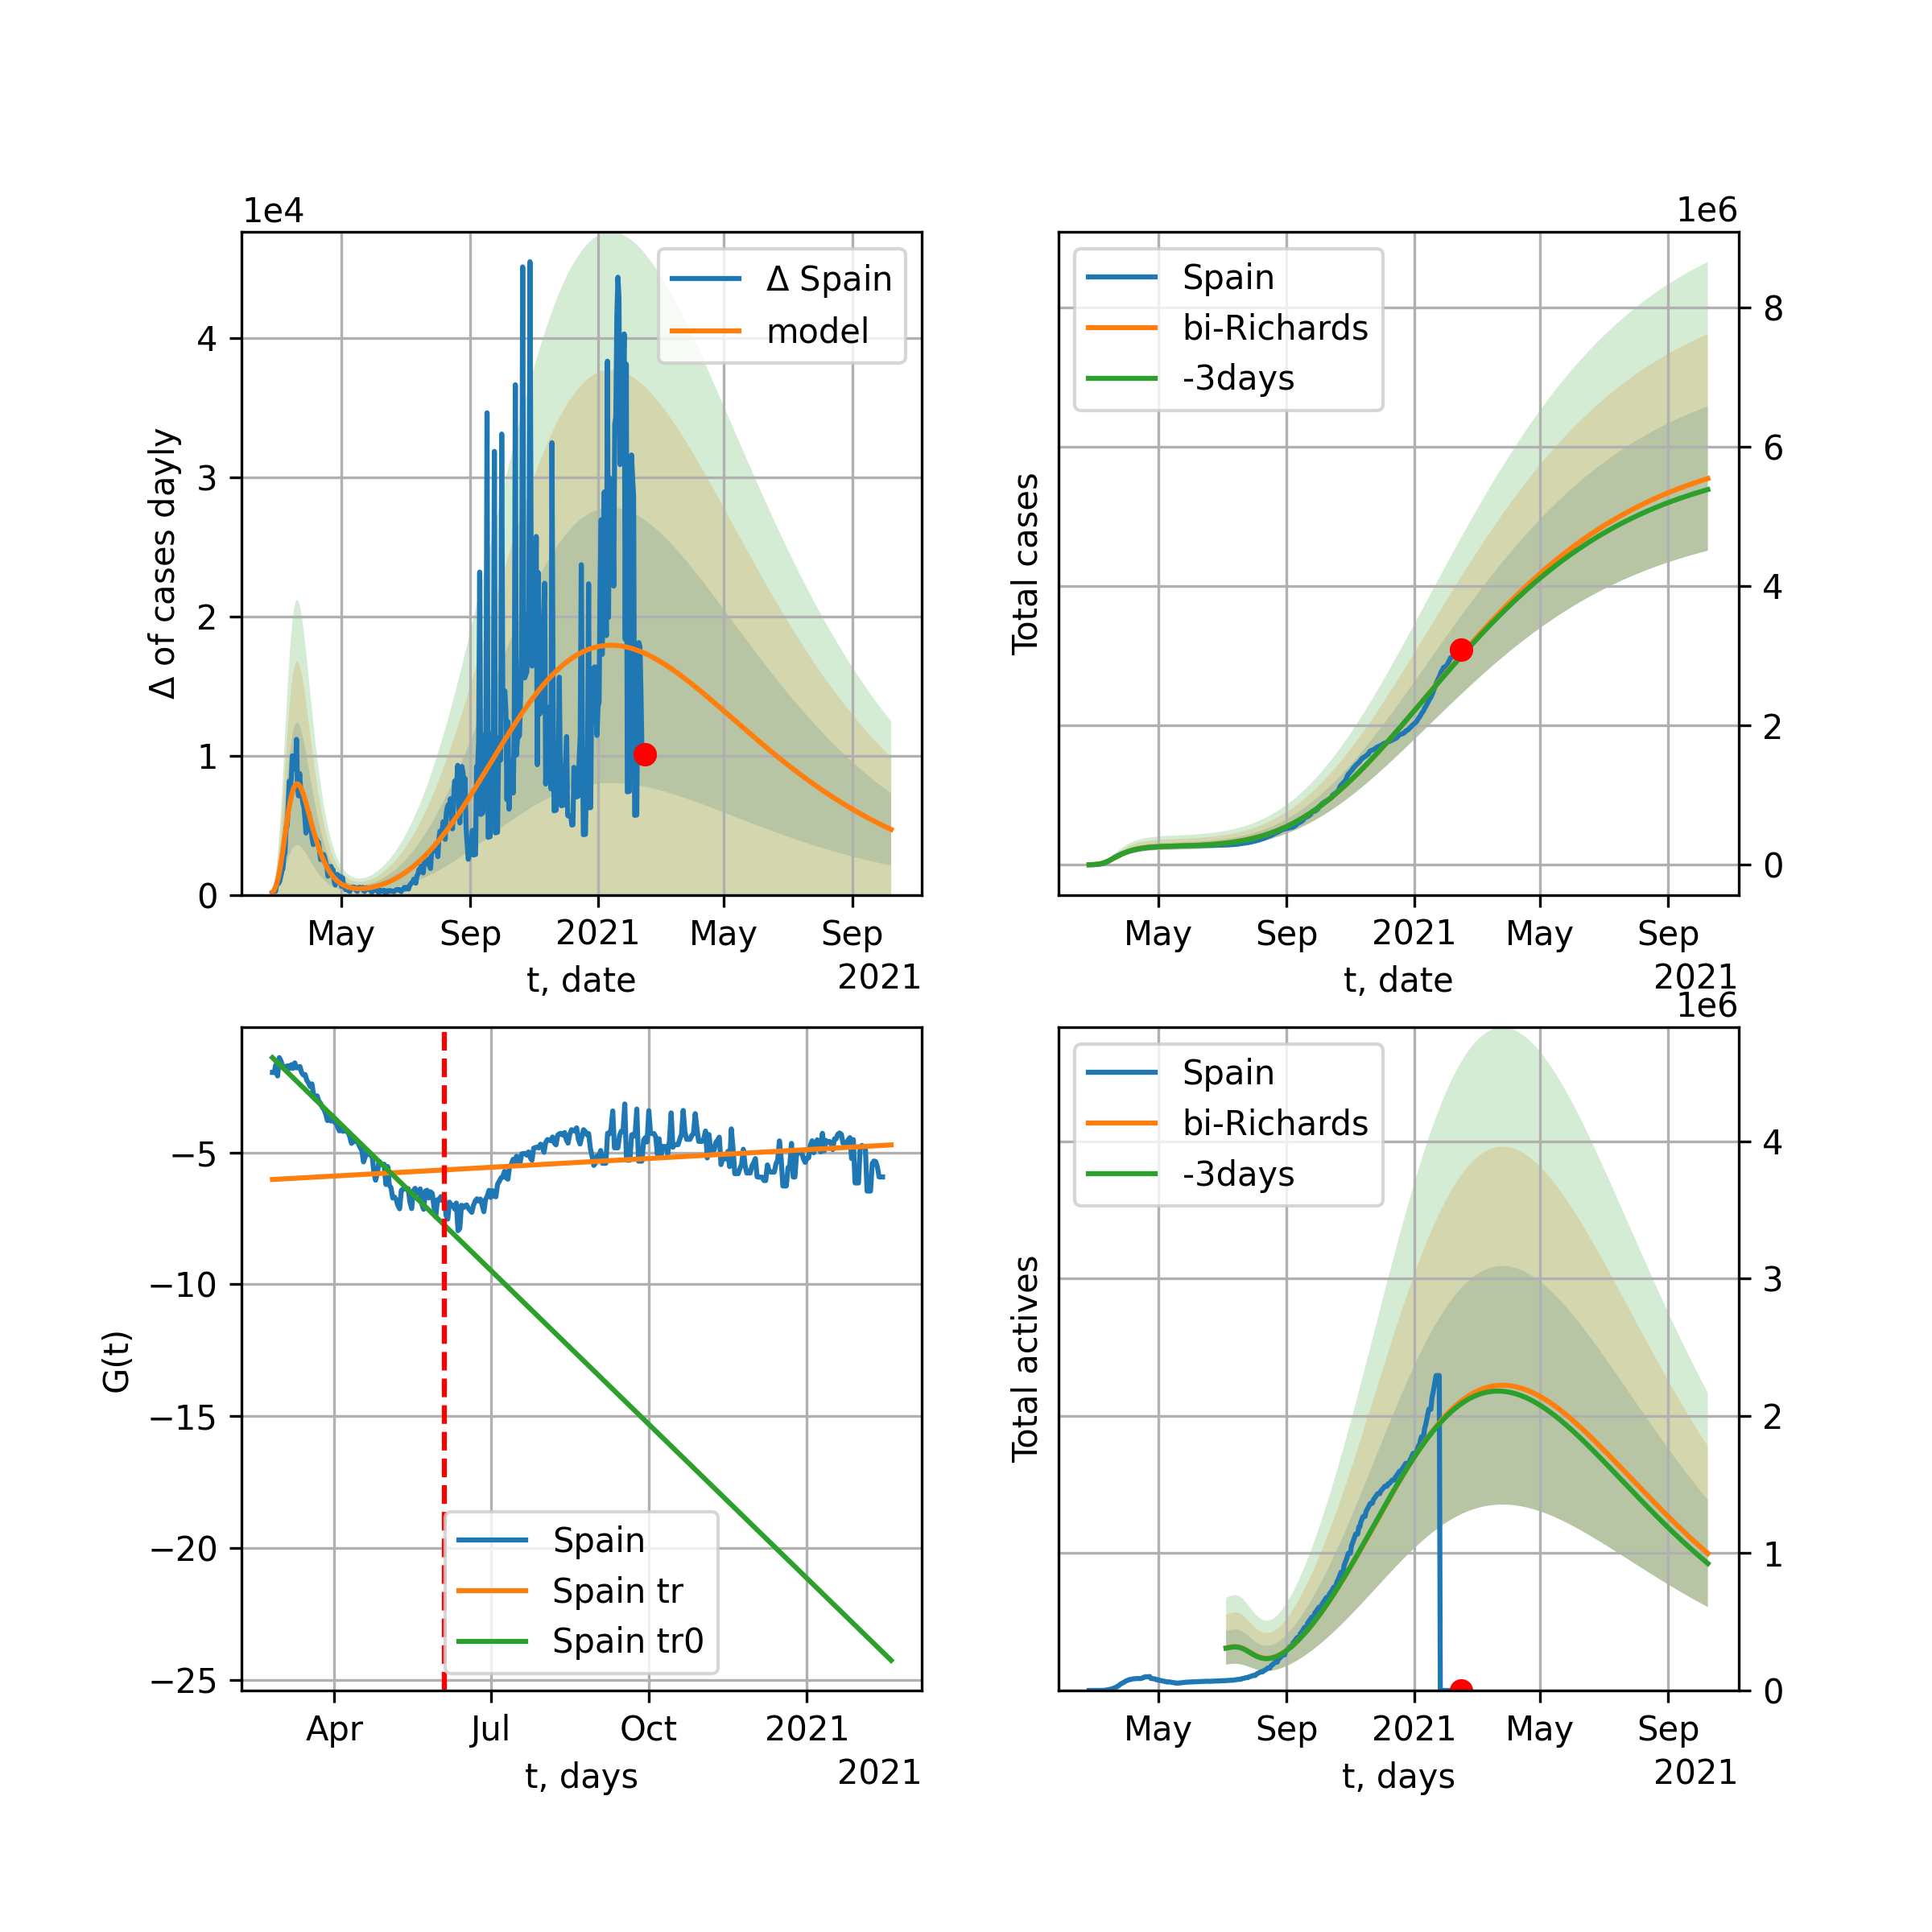 1e4
Δ of cases dayly
4
3
2
1
0
Δ Spain
model
May Sep 2021 May Sep
t, date
2021
1e6
Total cases
Spain
bi-Richards
-3days
8
6
4
2
0
May Sep 2021 May Sep
t, date
2021
G(t)
−5
−10
−15
−20
−25
Spain
Spain tr
Spain tr0
Apr Jul Oct 2021
t, days
2021
1e6
Total actives
Spain
bi-Richards
-3days
4
3
2
1
0
May Sep 2021 May Sep
t, days
2021